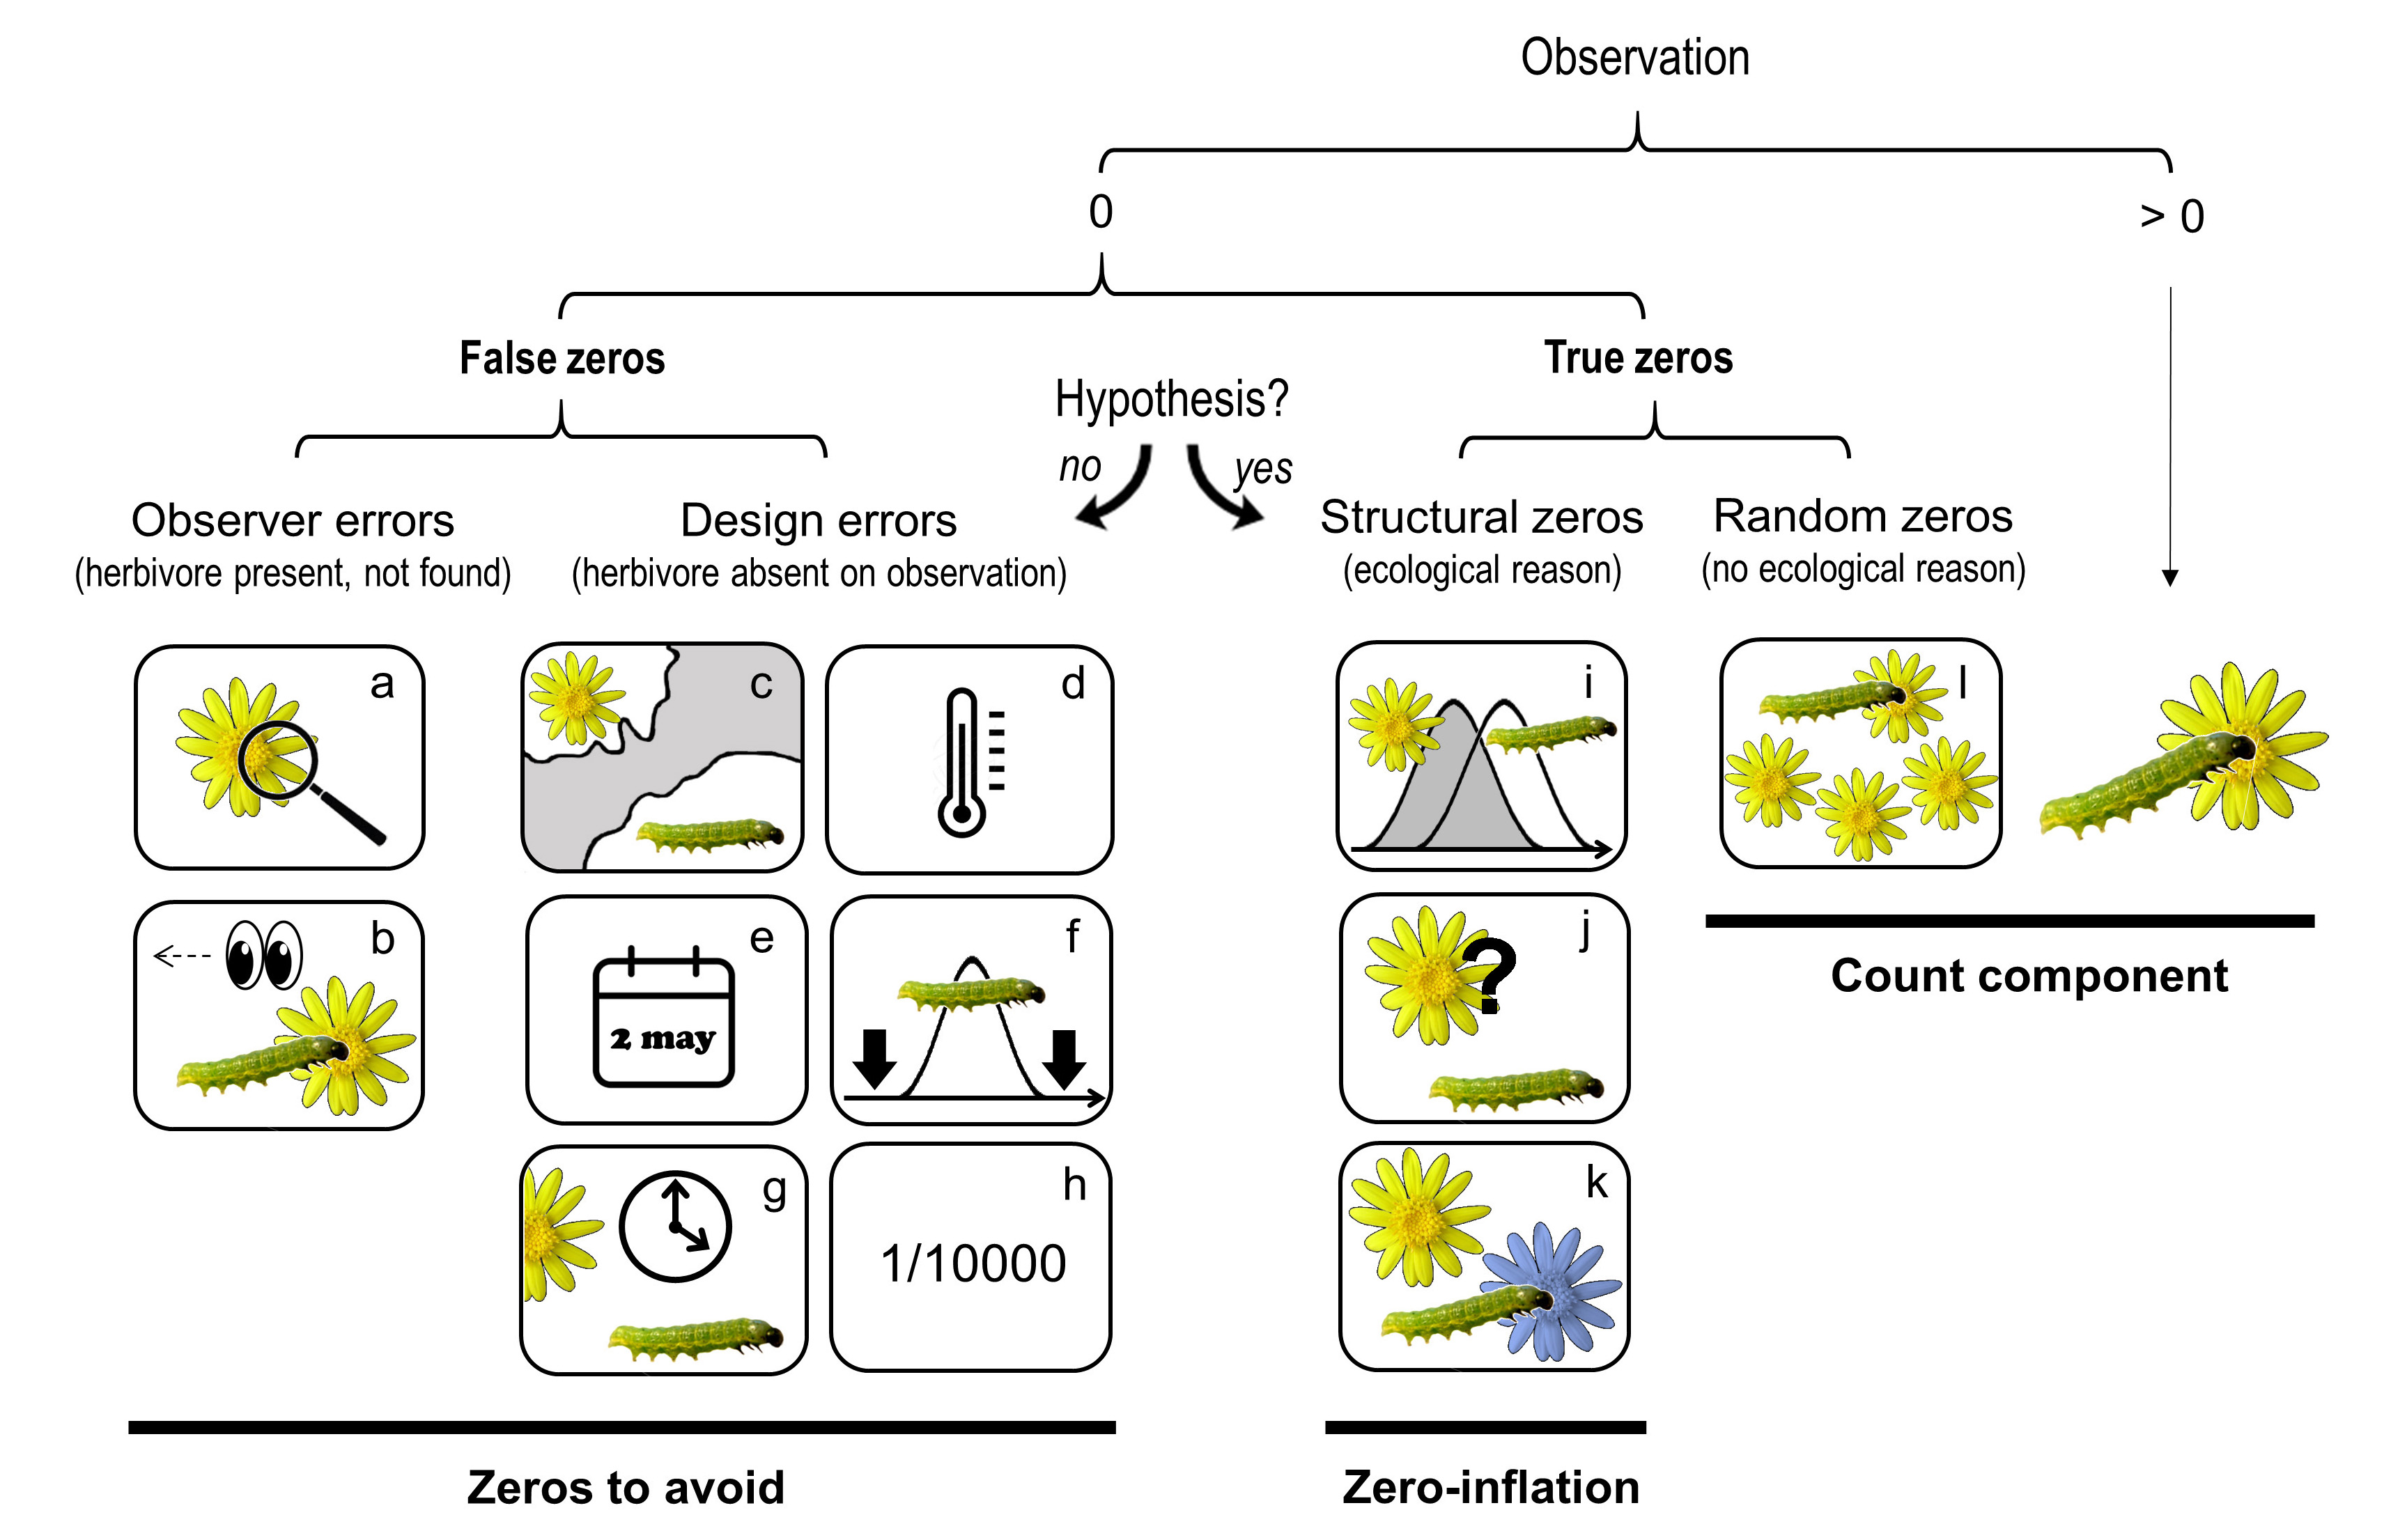 Observation
0
> 0
False zeros
True zeros
Hypothesis?
no
yes
Observer errors
(herbivore present, not found)
Design errors
(herbivore absent on observation)
Structural zeros
(ecological reason)
Random zeros
(no ecological reason)
a
c
d
i
l
b
e
2 may
f
j
?
Count component
g
h
1/10000
k
Zeros to avoid
Zero-inflation